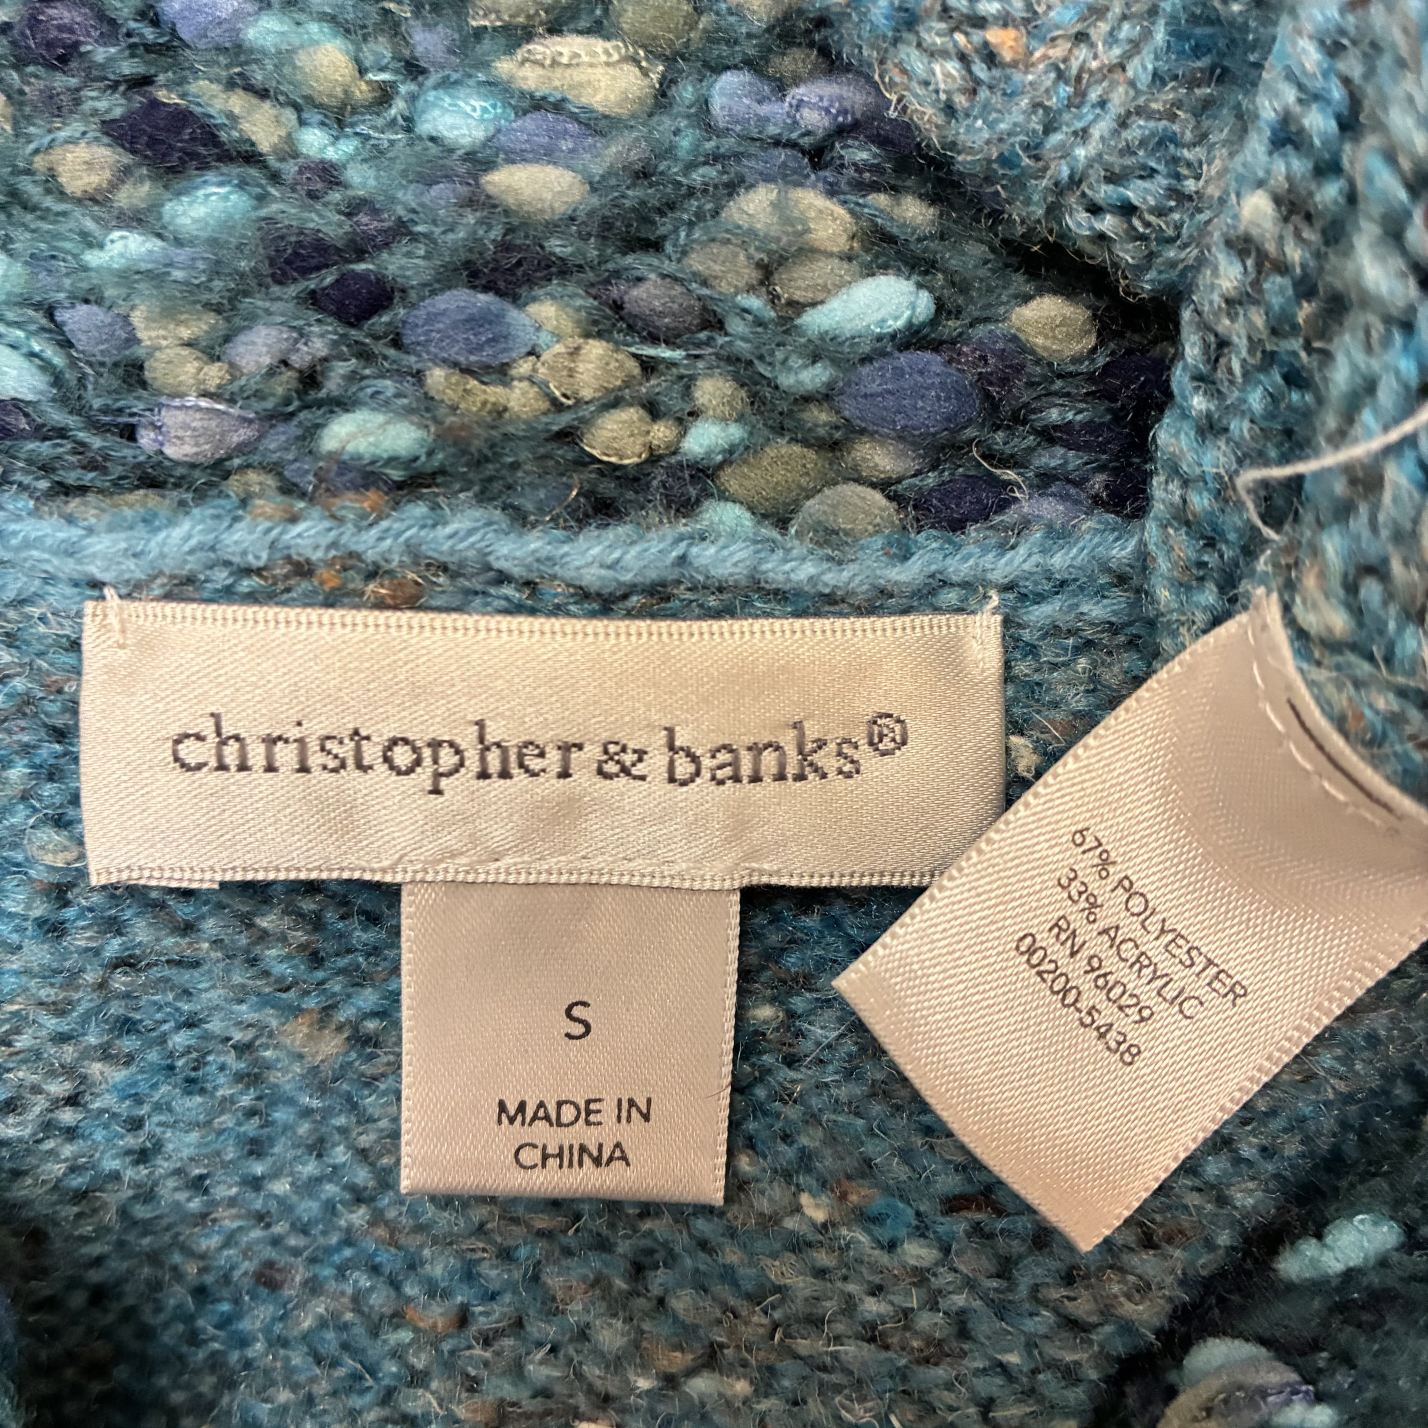 christopher & banks®
S
MADE IN
CHINA
67% POLYESTER
33% ACRYLIC
RN 96029
00200-5438